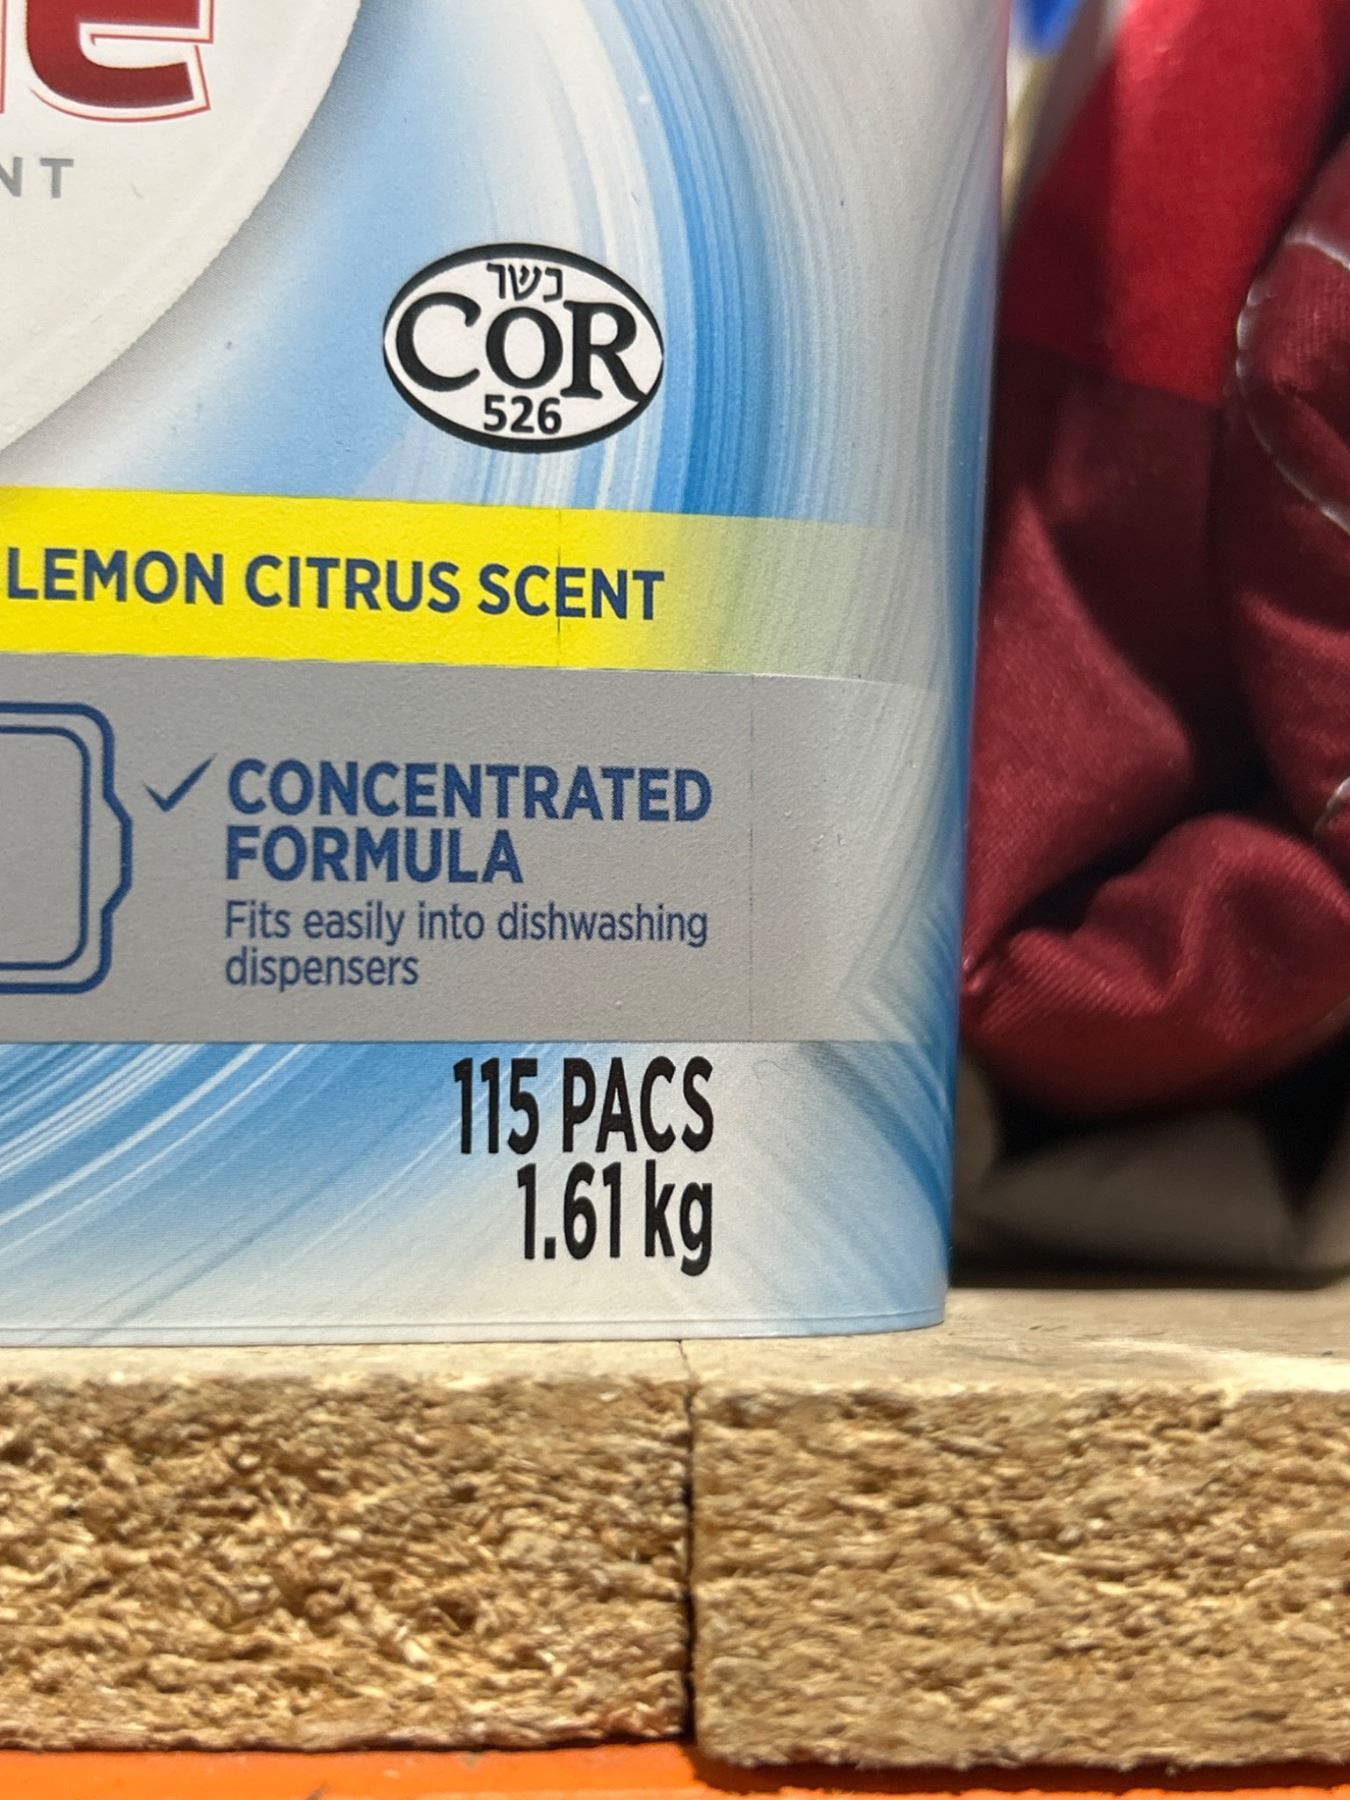 NT
כשר
COR
526
LEMON CITRUS SCENT
CONCENTRATED
FORMULA
Fits easily into dishwashing
dispensers
115 PACS
1.61 kg